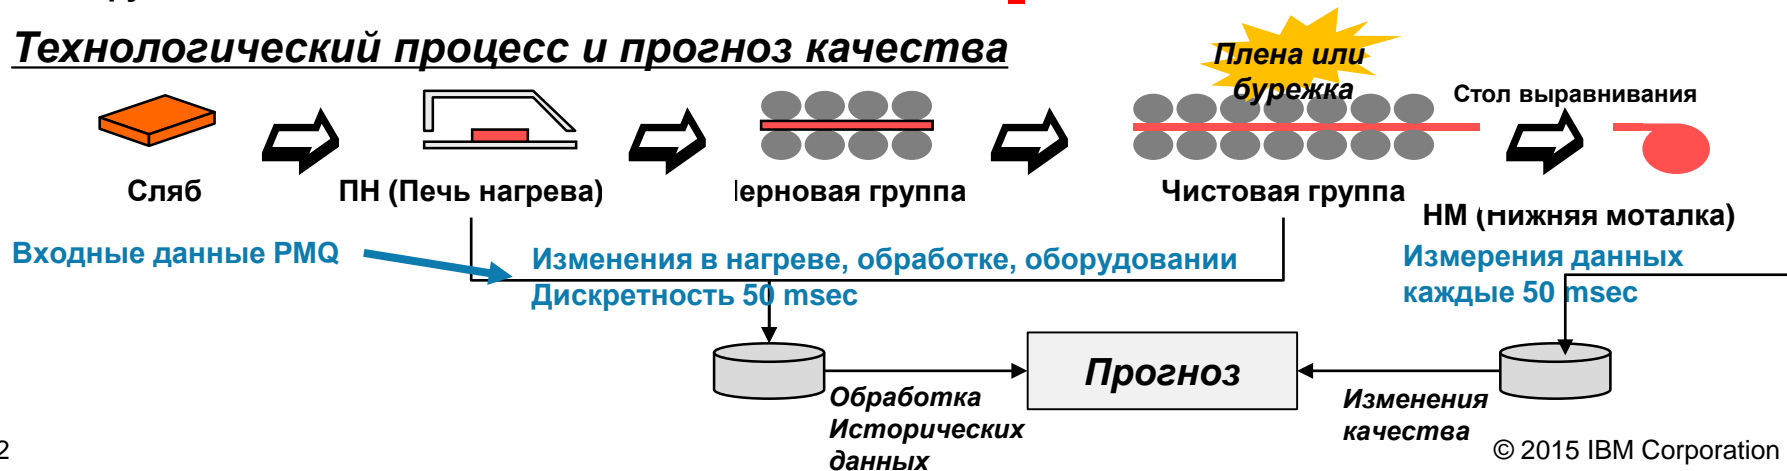 Технологический процесс и прогноз качества
Плена или
бурежка
Стол выравнивания
Сляб
ПН (Печь нагрева)
ерновая группа
Чистовая группа
НМ (Нижняя моталка)
Входные данные PMQ
Изменения в нагреве, обработке, оборудовании
Дискретность 50 msec
Измерения данных
каждые 50 msec
Прогноз
Обработка
Исторических
данных
Изменения
качества
2
© 2015 IBM Corporation